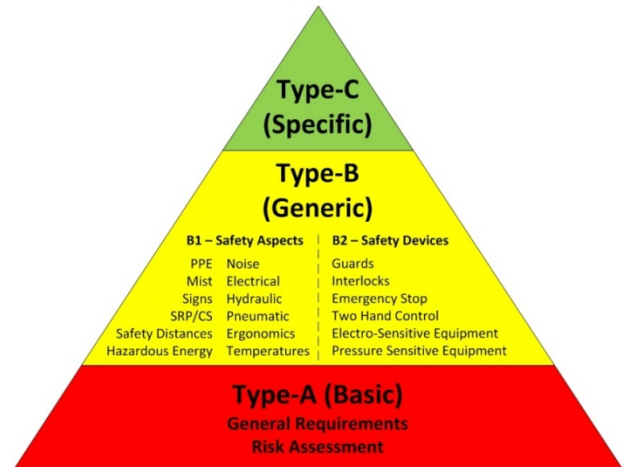 Type-C
(Specific)
Type-B
(Generic)
B1 – Safety Aspects B2 – Safety Devices
PPE Noise Guards
Mist Electrical Interlocks
Signs Hydraulic Emergency Stop
SRP/CS Pneumatic Two Hand Control
Safety Distances Ergonomics Electro-Sensitive Equipment
Hazardous Energy Temperatures Pressure Sensitive Equipment
Type-A (Basic)
General Requirements
Risk Assessment